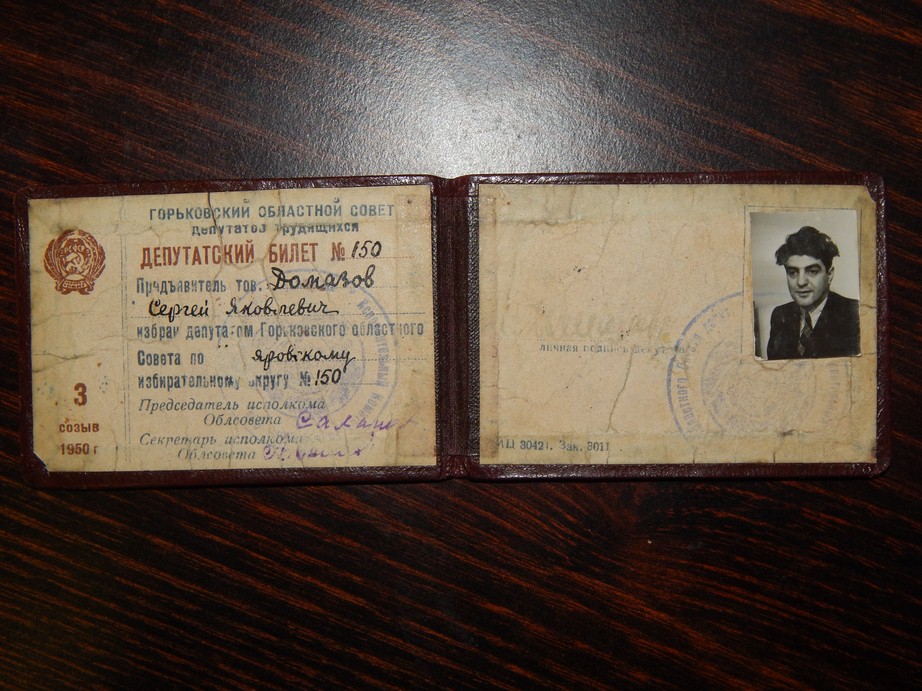 ГОРЬКОВСКИЙ ОБЛАСТНОЙ СОВЕТ
депутатов трудящихся
ДЕПУТАТСКИЙ БИЛЕТ № 150
Предъявитель тов. Домазов
Сергей Яковлевич
избран депутатом Горьковского областного
Совета по Яровскому
избирательному округу № 150
Председатель исполкома
Облсовета
Секретарь исполкома
Облсовета
3
созыв
1950 г
личная подпись
30421. Зак. 8011